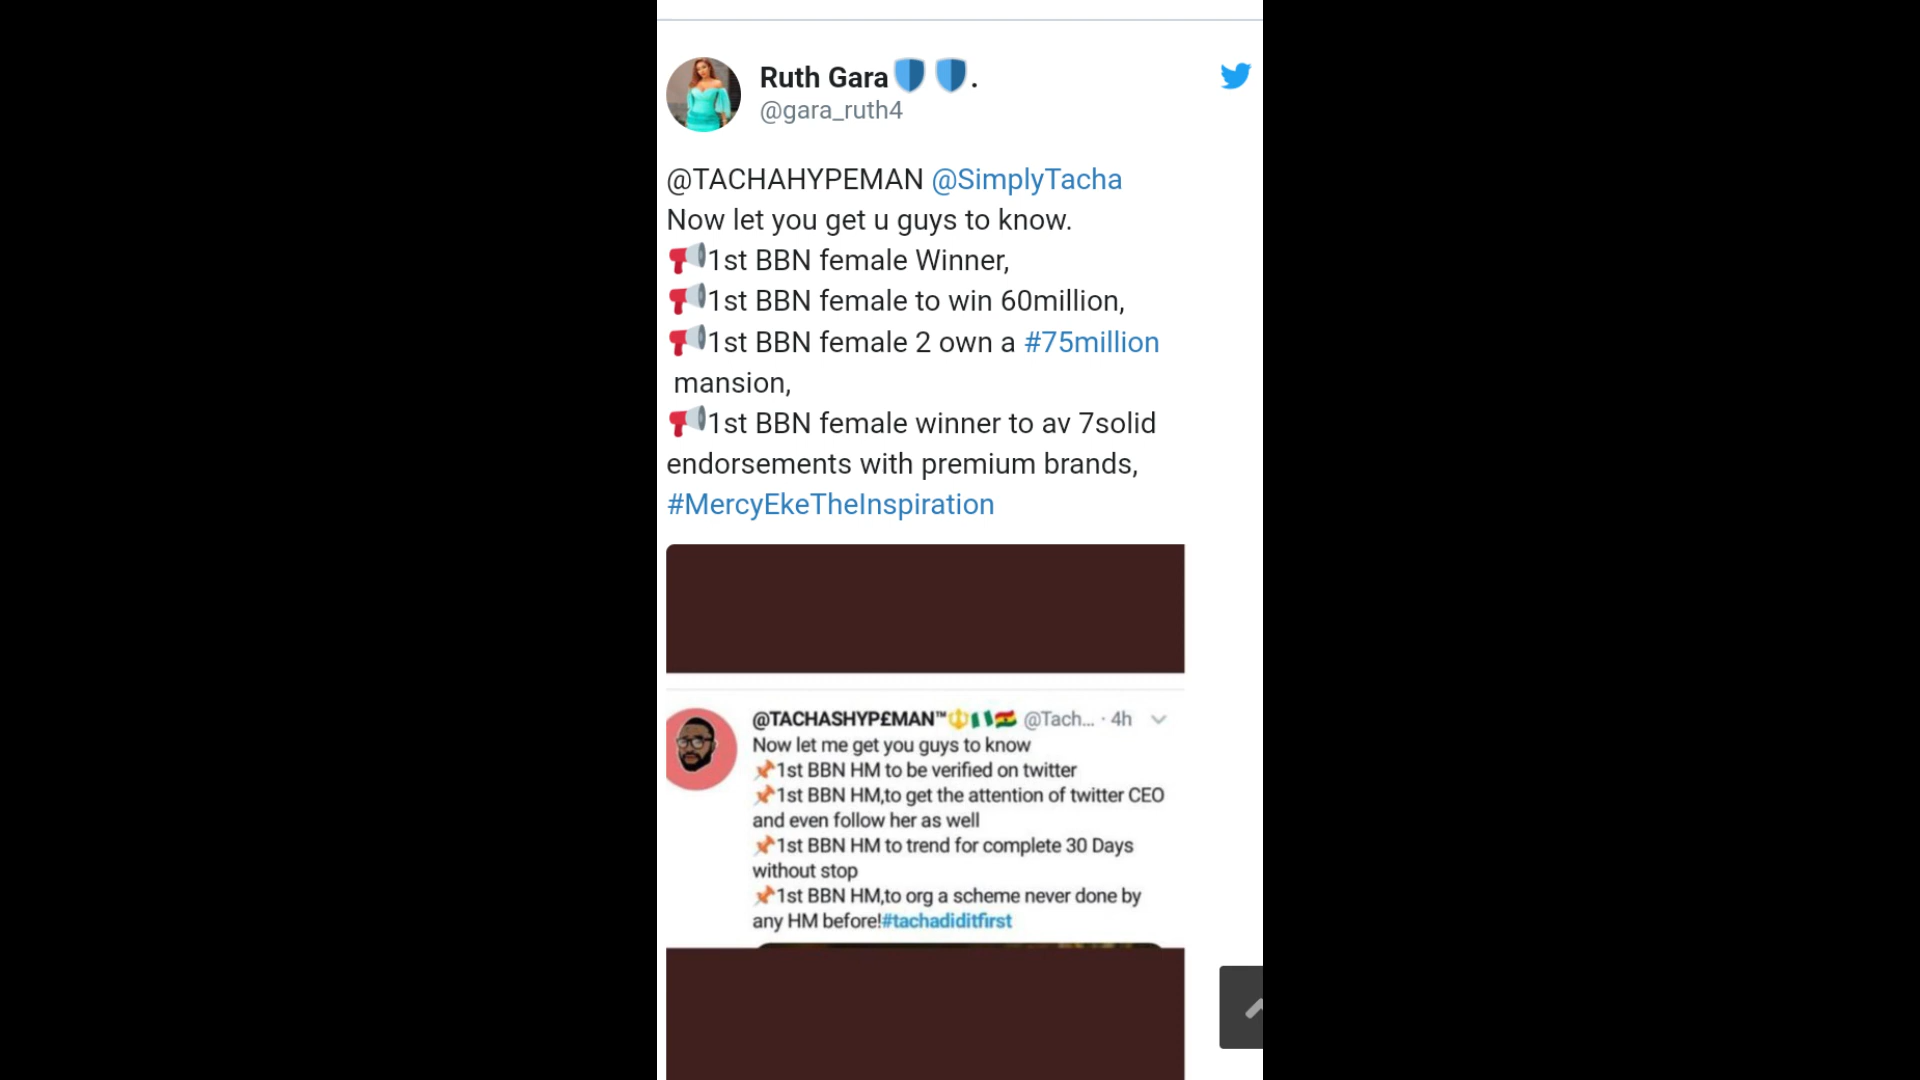 Ruth Gara🛡️🛡️.
@gara_ruth4
@TACHAHYPEMAN @SimplyTacha
Now let you get u guys to know.
📢1st BBN female Winner,
📢1st BBN female to win 60million,
📢1st BBN female 2 own a #75million
mansion,
📢1st BBN female winner to av 7solid
endorsements with premium brands,
#MercyEkeTheInspiration
@TACHASHYP£MAN™🔱🇳🇬🇬🇭 @Tach... · 4h
Now let me get you guys to know
📌1st BBN HM to be verified on twitter
📌1st BBN HM,to get the attention of twitter CEO
and even follow her as well
📌1st BBN HM to trend for complete 30 Days
without stop
📌1st BBN HM,to org a scheme never done by
any HM before!#tachadiditfirst